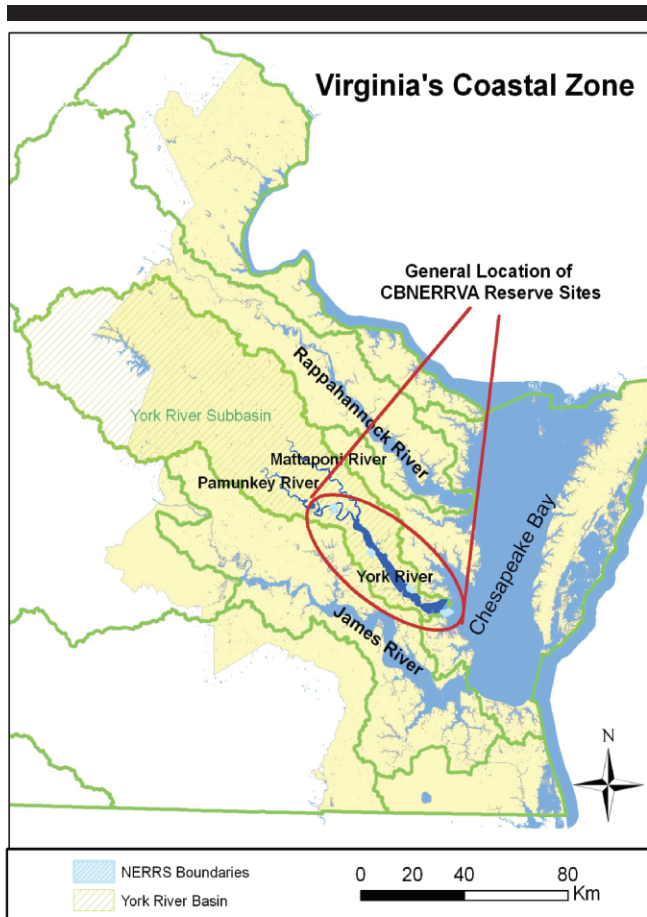 Virginia's Coastal Zone
General Location of
CBNERRVA Reserve Sites
Rappahannock River
York River Subbasin
Mattaponi River
Pamunkey River
York River
Chesapeake Bay
James River
N
NERRS Boundaries
York River Basin
0 20 40 80
Km